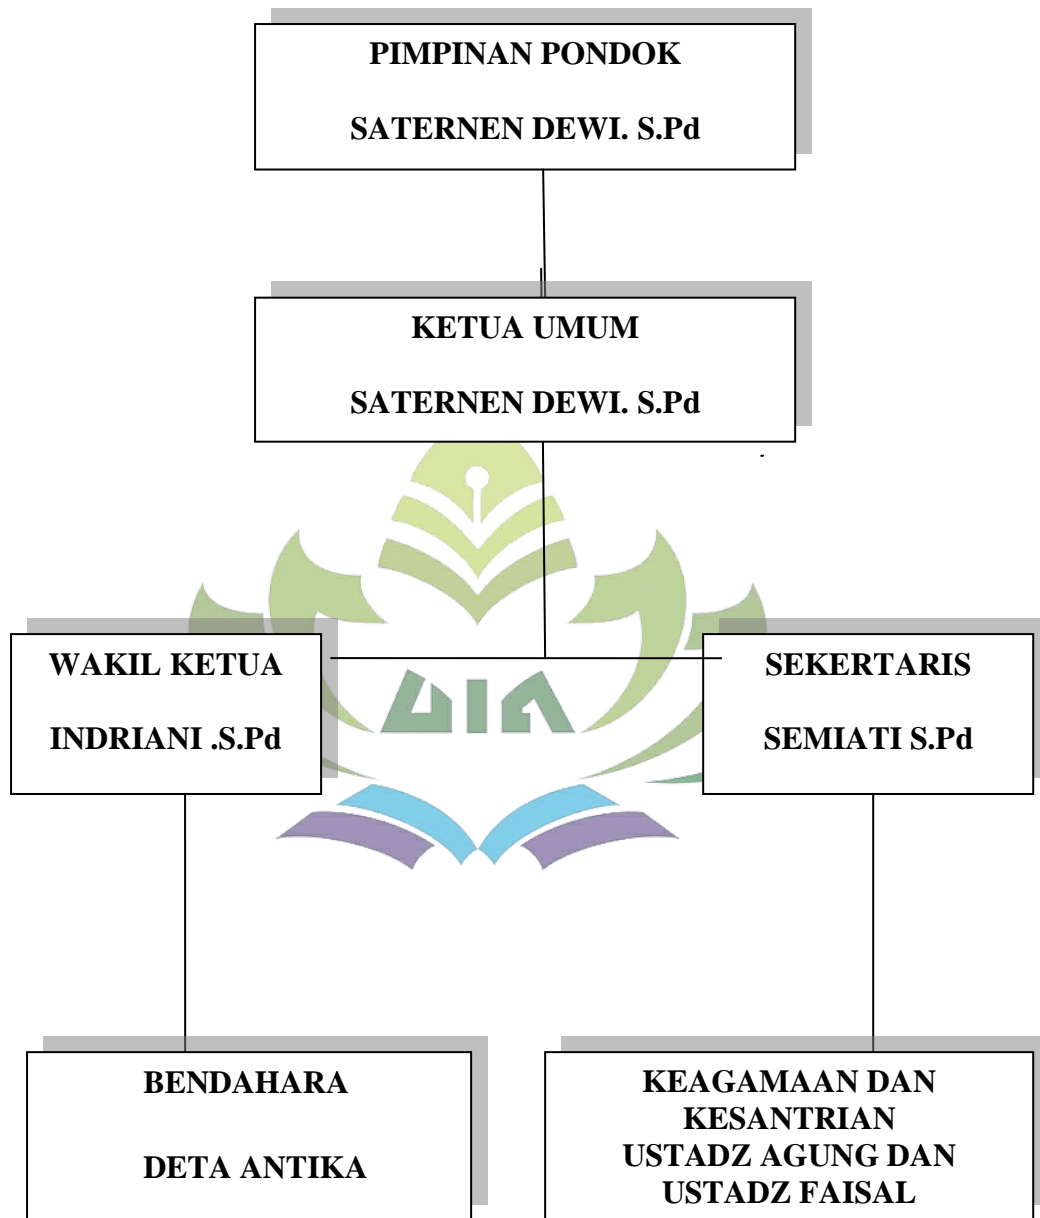 PIMPINAN PONDOK
SATERNEN DEWI. S.Pd
KETUA UMUM
SATERNEN DEWI. S.Pd
WAKIL KETUA
INDRIANI .S.Pd
SEKERTARIS
SEMIATI S.Pd
BENDAHARA
DETA ANTIKA
KEAGAMAAN DAN
KESANTRIAN
USTADZ AGUNG DAN
USTADZ FAISAL